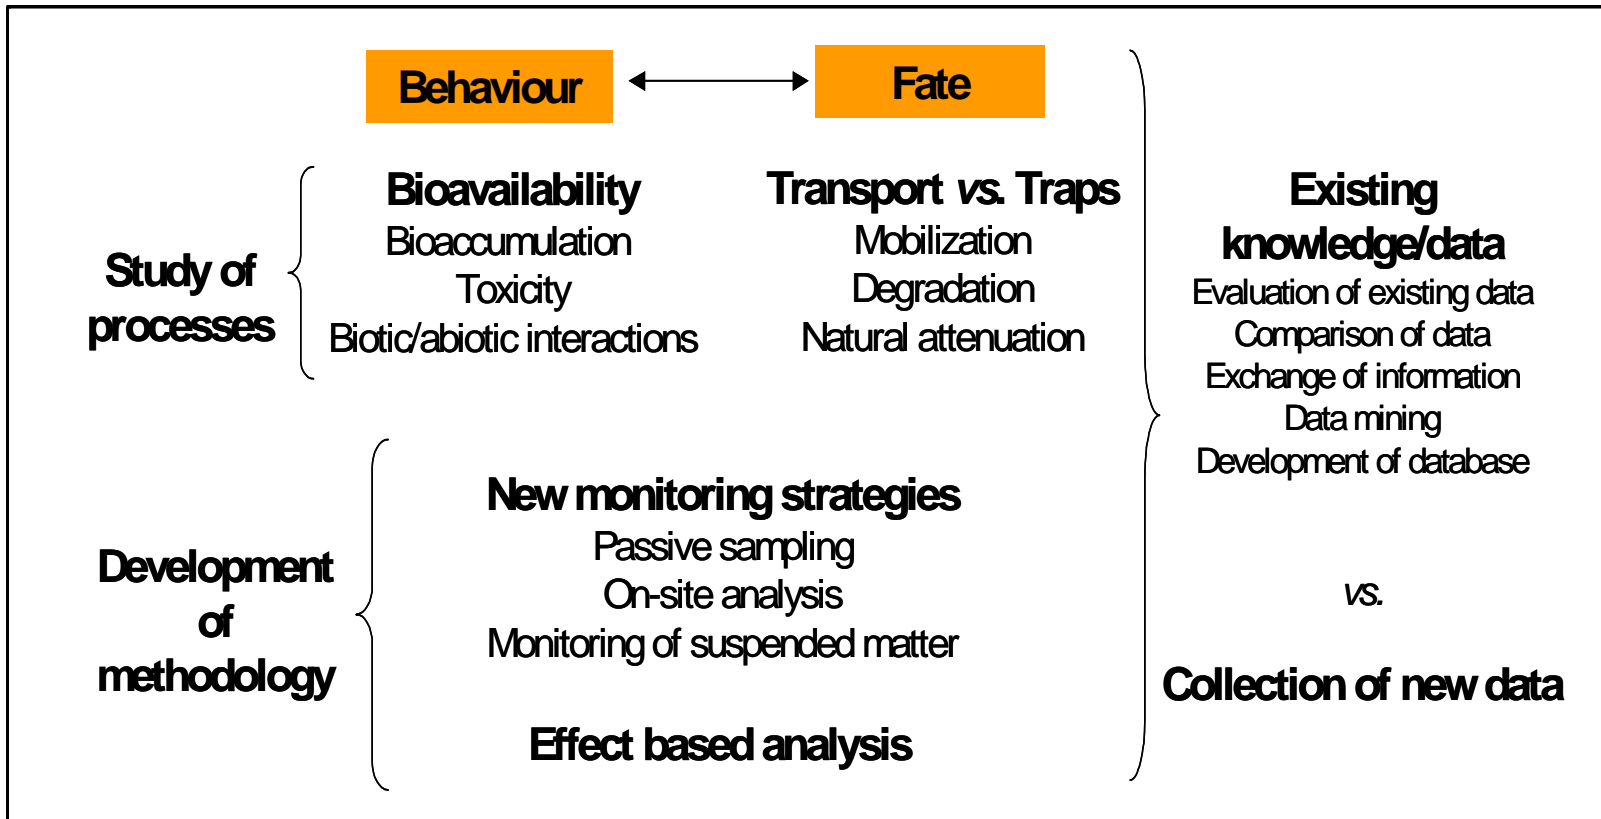 Behaviour
Fate
Study of
processes
Bioavailability
Bioaccumulation
Toxicity
Biotic/abiotic interactions
Transport vs. Traps
Mobilization
Degradation
Natural attenuation
Development
of
methodology
New monitoring strategies
Passive sampling
On-site analysis
Monitoring of suspended matter
Effect based analysis
Existing
knowledge/data
Evaluation of existing data
Comparison of data
Exchange of information
Data mining
Development of database
vs.
Collection of new data